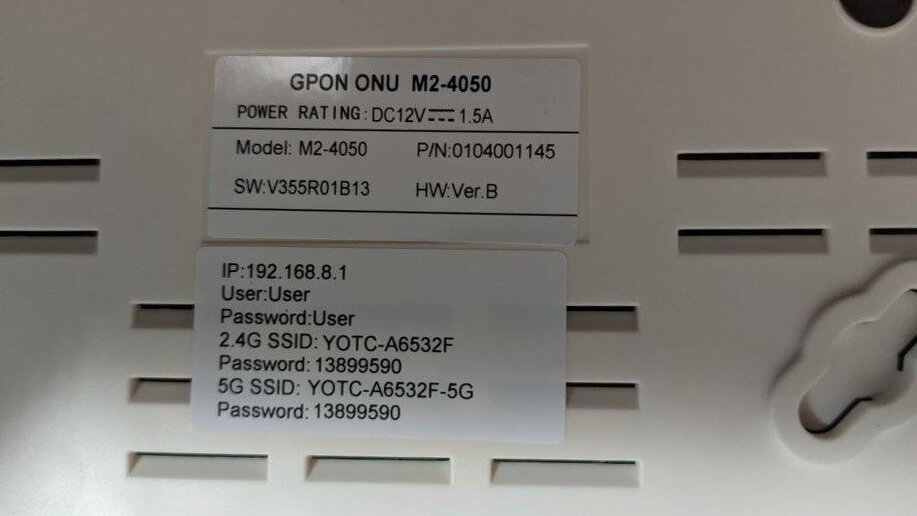 GPON ONU M2-4050
POWER RATING: DC12V⎓1.5A
Model: M2-4050 P/N:0104001145
SW:V355R01B13 HW:Ver.B
IP:192.168.8.1
User:User
Password:User
2.4G SSID: YOTC-A6532F
Password: 13899590
5G SSID: YOTC-A6532F-5G
Password: 13899590